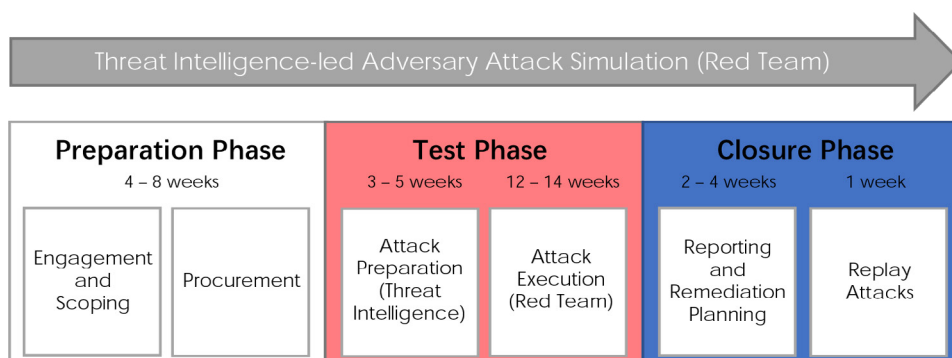 Threat Intelligence-led Adversary Attack Simulation (Red Team)
Preparation Phase
4 – 8 weeks
Engagement
and
Scoping
Procurement
Test Phase
3 – 5 weeks
12 – 14 weeks
Attack
Preparation
(Threat
Intelligence)
Attack
Execution
(Red Team)
Closure Phase
2 – 4 weeks
1 week
Reporting
and
Remediation
Planning
Replay
Attacks